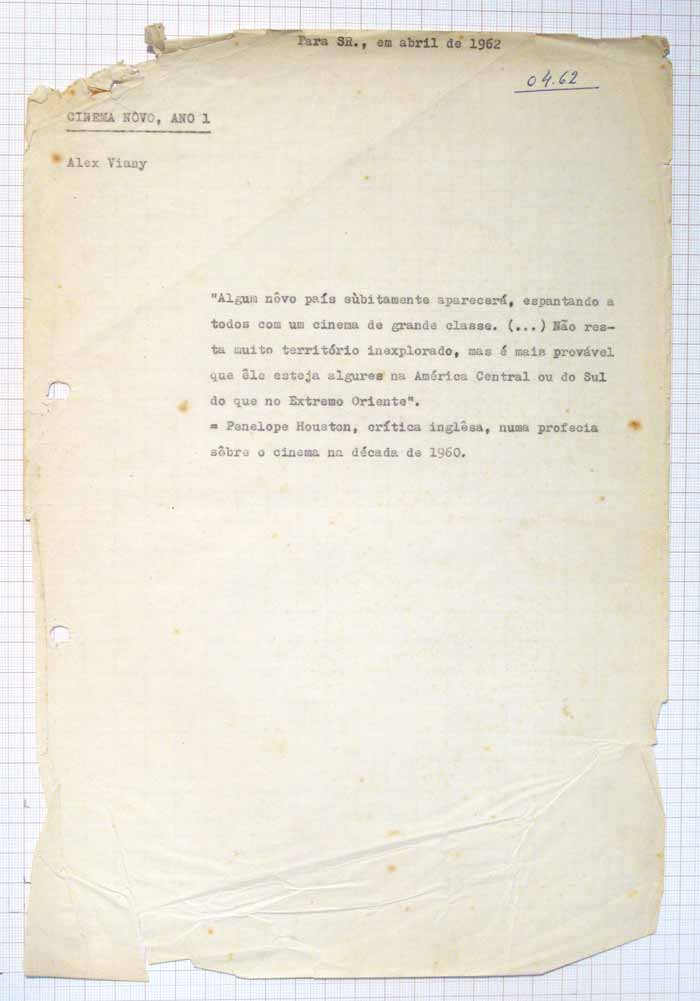 Para SR., em abril de 1962
04.62
CINEMA NÔVO, ANO 1
Alex Viany
"Algum nôvo país sùbitamente aparecerá, espantando a
todos com um cinema de grande classe. (...) Não res-
ta muito território inexplorado, mas é mais provável
que êle esteja algures na América Central ou do Sul
do que no Extremo Oriente".
= Penelope Houston, crítica inglêsa, numa profecia
sôbre o cinema na década de 1960.